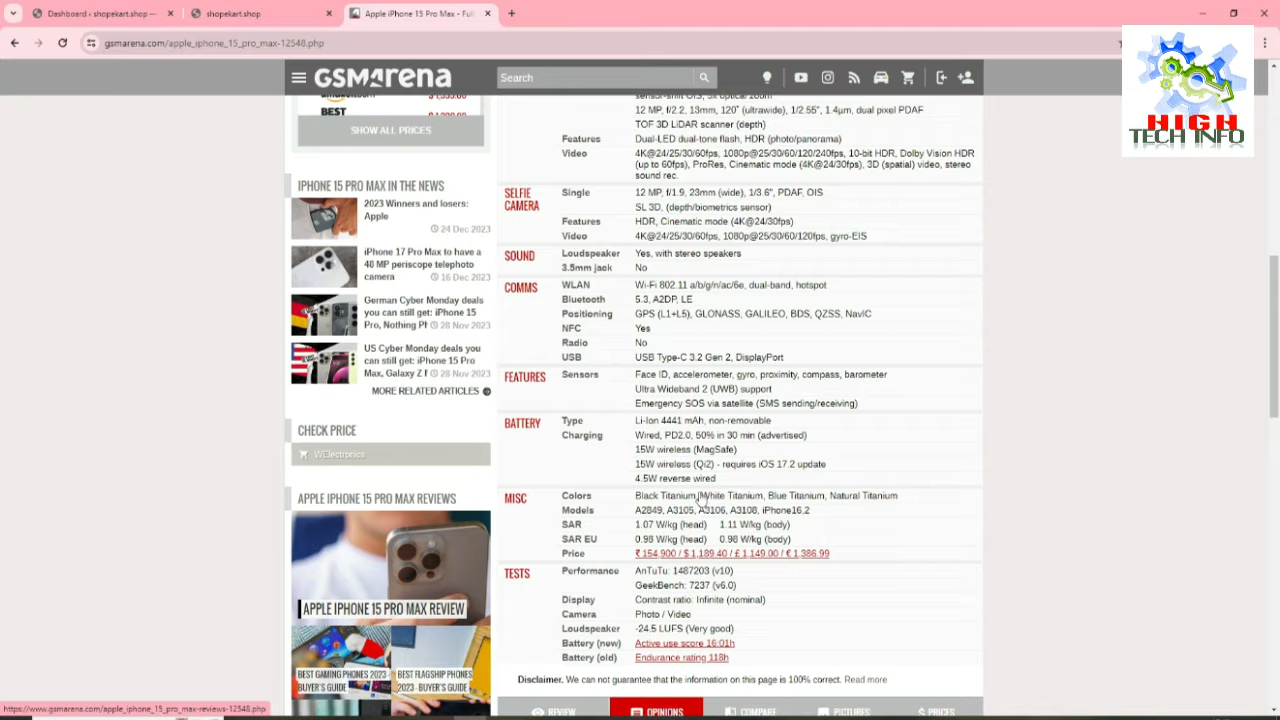 Dashboard ‹ shopekart.shop —
shopekart.shop
Apple iPhone 15 Pro Max - Full
gsmarena.com/apple_iphone_15_pro_max-12548.php
GSMArena
Search
BEST
SHOW ALL PRICES
IPHONE 15 PRO MAX IN THE NEWS
2023 Winners and losers:
Apple
24 Dec 2023
iPhone 17 Pro Max to have a
48 MP periscope telephoto
camera
16 Dec 2023
German Cyber Monday deals
you can still get: iPhone 15
Pro, Nothing Ph
28 Nov 2023
US Cyber Monday deals you
can still get: iPhone 15 Pro
Max, Galaxy Z F
28 Nov 2023
MORE RELATED ARTICLES
CHECK PRICE
WElectronics
APPLE IPHONE 15 PRO MAX REVIEWS
APPLE IPHONE 15 PRO MAX REVIEW
BEST GAMING PHONES 2023 -
BUYER'S GUIDE
BEST FLAGSHIP PHONES
2023 - BUYER'S GUIDE
https://www.gsmarena.com/apple_iphone_15_pro_max-reviews-12548.php
sensor-shift OIS, 5x optical zoom
12 MP, f/2.2, 13mm, 120˚ (ultrawide), 1/2.55", 1.4µm, dual pixel PDAF
TOF 3D LiDAR scanner (depth)
Features Dual-LED dual-tone flash, HDR (photo/panorama)
Video 4K@24/25/30/60fps, 1080p@25/30/60/120/240fps, 10-bit HDR, Dolby Vision HDR
(up to 60fps), ProRes, Cinematic mode (4K@24/30fps), 3D (spatial) video, stereo
sound rec.
SELFIE CAMERA
Single 12 MP, f/1.9, 23mm (wide), 1/3.6", PDAF, OIS
SL 3D, (depth/biometrics sensor)
Features HDR, Cinematic mode (4K@24/30fps)
Video 4K@24/25/30/60fps, 1080p@25/30/60/120fps, gyro-EIS
SOUND Loudspeaker Yes, with stereo speakers
3.5mm jack No
COMMS WLAN Wi-Fi 802.11 a/b/g/n/ac/6e, dual-band, hotspot
Bluetooth 5.3, A2DP, LE
Positioning GPS (L1+L5), GLONASS, GALILEO, BDS, QZSS, NavIC
NFC Yes
Radio No
USB USB Type-C 3.2 Gen 2, DisplayPort
FEATURES Sensors Face ID, accelerometer, gyro, proximity, compass, barometer
Ultra Wideband 2 (UWB) support
Emergency SOS via satellite (SMS sending/receiving)
BATTERY Type Li-Ion 4441 mAh, non-removable
Charging Wired, PD2.0, 50% in 30 min (advertised)
15W wireless (MagSafe)
15W wireless (Qi2) - requires iOS 17.2 update
4.5W reverse wired
MISC Colors Black Titanium, White Titanium, Blue Titanium, Natural Titanium
Models A2849, A3105, A3106, A3108, iPhone16,2
SAR 1.07 W/kg (head) 1.11 W/kg (body)
SAR EU 0.98 W/kg (head) 0.98 W/kg (body)
Price ₹ 154,900 / $ 1,189.40 / £ 1,149.00 / € 1,386.99
TESTS Performance AnTuTu: 1487203 (v10)
GeekBench: 7237 (v6.0)
Display Contrast ratio: Infinite (nominal)
Camera Photo / Video
Loudspeaker -24.5 LUFS (Very good)
Battery (new) Active use score 16:01h
Battery (old) Endurance rating 118h
Disclaimer. We can not guarantee that the information on this page is 100% correct. Read more
REVIEW OPINIONS COMPARE PICTURES PRICES
HIGH
TECH INFO